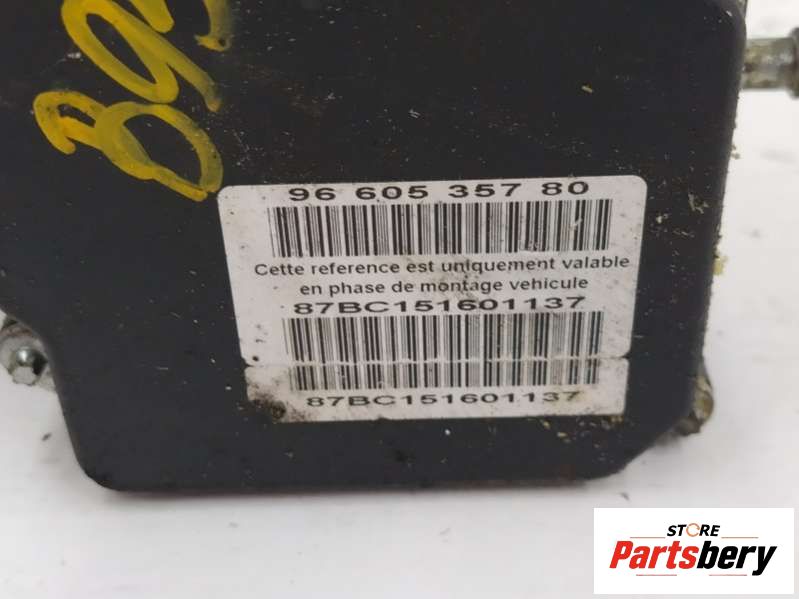 96 605 357 80
Cette reference est uniquement valable
en phase de montage vehicule
87BC151601137
87BC151601137
STORE
Partsbery